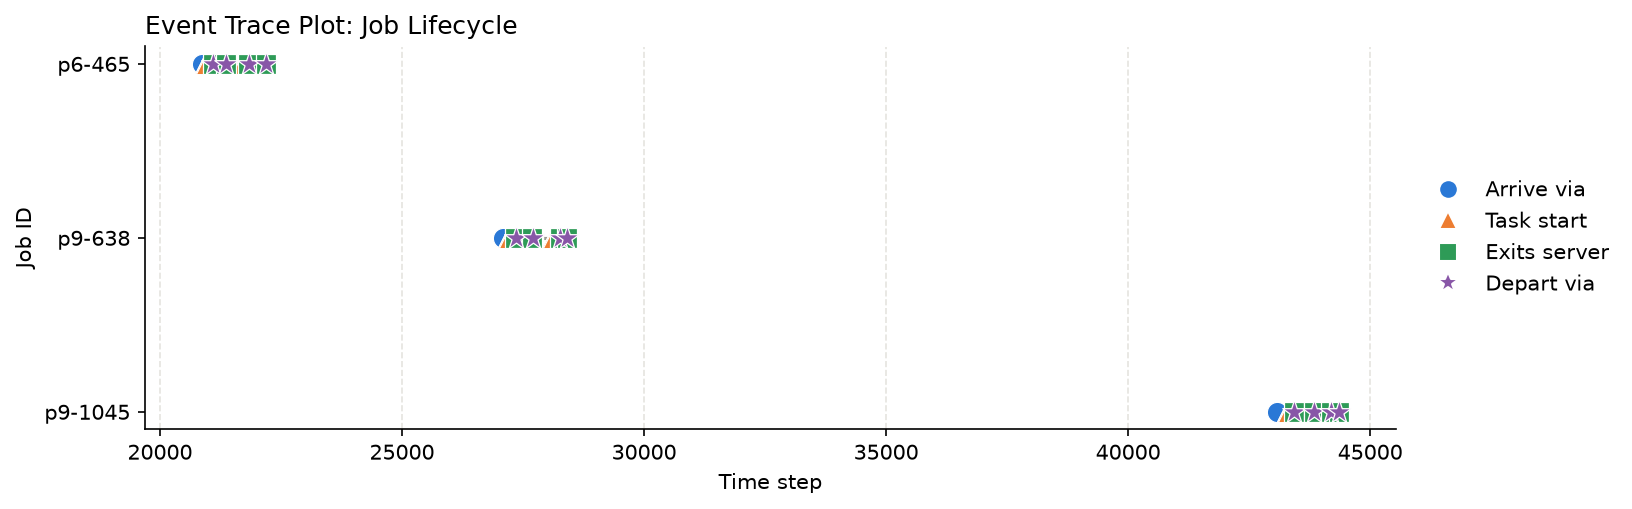 Event Trace Plot: Job Lifecycle
p6-465
p9-638
p9-1045
Job ID
20000 25000 30000 35000 40000 45000
Time step
Arrive via
Task start
Exits server
Depart via